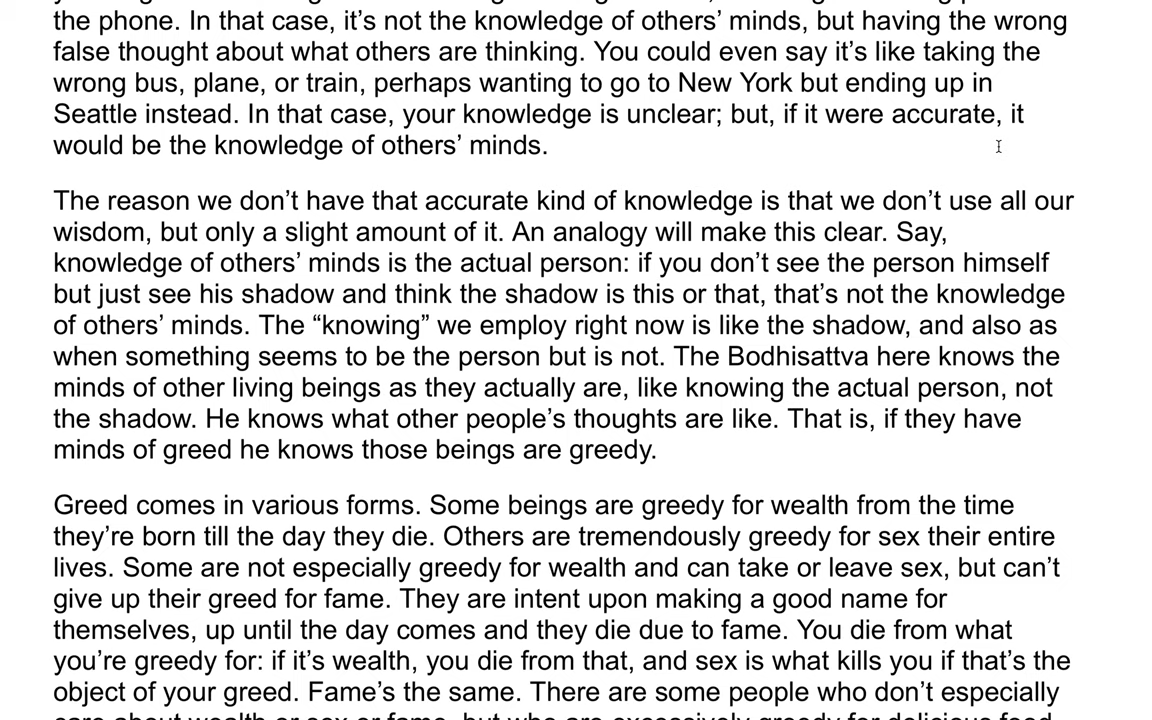 the phone. In that case, it’s not the knowledge of others’ minds, but having the wrong
false thought about what others are thinking. You could even say it’s like taking the
wrong bus, plane, or train, perhaps wanting to go to New York but ending up in
Seattle instead. In that case, your knowledge is unclear; but, if it were accurate, it
would be the knowledge of others’ minds.
The reason we don’t have that accurate kind of knowledge is that we don’t use all our
wisdom, but only a slight amount of it. An analogy will make this clear. Say,
knowledge of others’ minds is the actual person: if you don’t see the person himself
but just see his shadow and think the shadow is this or that, that’s not the knowledge
of others’ minds. The “knowing” we employ right now is like the shadow, and also as
when something seems to be the person but is not. The Bodhisattva here knows the
minds of other living beings as they actually are, like knowing the actual person, not
the shadow. He knows what other people’s thoughts are like. That is, if they have
minds of greed he knows those beings are greedy.
Greed comes in various forms. Some beings are greedy for wealth from the time
they’re born till the day they die. Others are tremendously greedy for sex their entire
lives. Some are not especially greedy for wealth and can take or leave sex, but can’t
give up their greed for fame. They are intent upon making a good name for
themselves, up until the day comes and they die due to fame. You die from what
you’re greedy for: if it’s wealth, you die from that, and sex is what kills you if that’s the
object of your greed. Fame’s the same. There are some people who don’t especially
care about wealth or sex or fame, but who are excessively greedy for delicious food